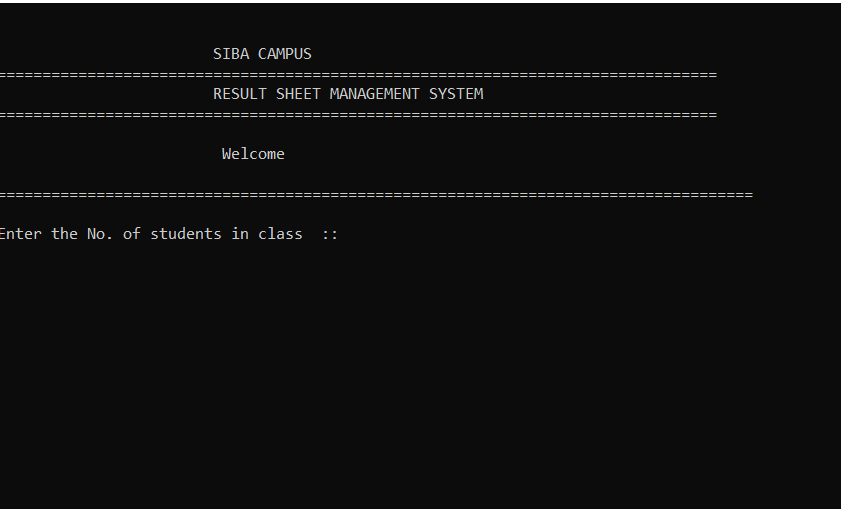 SIBA CAMPUS
================================================================================
RESULT SHEET MANAGEMENT SYSTEM
================================================================================
Welcome
====================================================================================
Enter the No. of students in class  ::